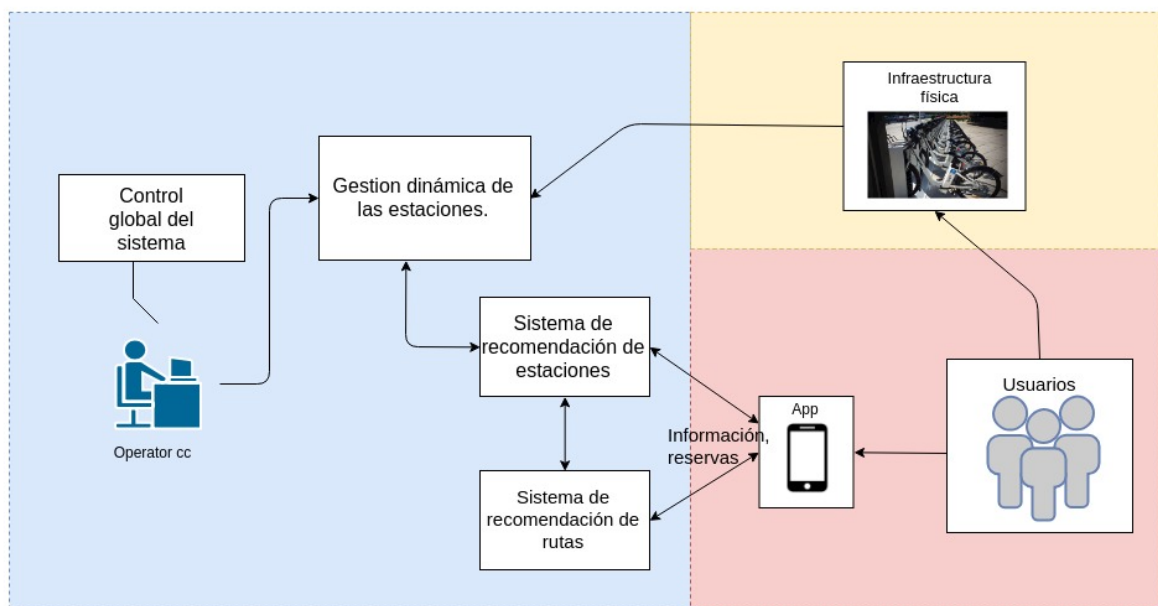 Infraestructura
física
Gestion dinámica de
las estaciones.
Control
global del
sistema
Sistema de
recomendación de
estaciones
Usuarios
App
Información,
reservas
Operator cc
Sistema de
recomendación de
rutas